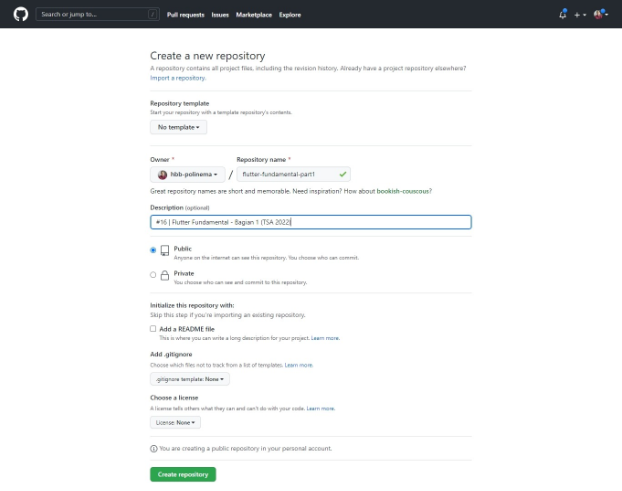 Search or jump to...
/
Pull requests Issues Marketplace Explore
Create a new repository
A repository contains all project files, including the revision history. Already have a project repository elsewhere?
Import a repository.
Repository template
Start your repository with a template repository's contents.
No template
Owner * Repository name *
hbb-polinema / flutter-fundamental-part1
Great repository names are short and memorable. Need inspiration? How about bookish-couscous?
Description (optional)
#16 | Flutter Fundamental - Bagian 1 (TSA 2022)
Public
Anyone on the internet can see this repository. You choose who can commit.
Private
You choose who can see and commit to this repository.
Initialize this repository with:
Skip this step if you're importing an existing repository.
Add a README file
This is where you can write a long description for your project. Learn more.
Add .gitignore
Choose which files not to track from a list of templates. Learn more.
.gitignore template: None
Choose a license
A license tells others what they can and can't do with your code. Learn more.
License: None
You are creating a public repository in your personal account.
Create repository